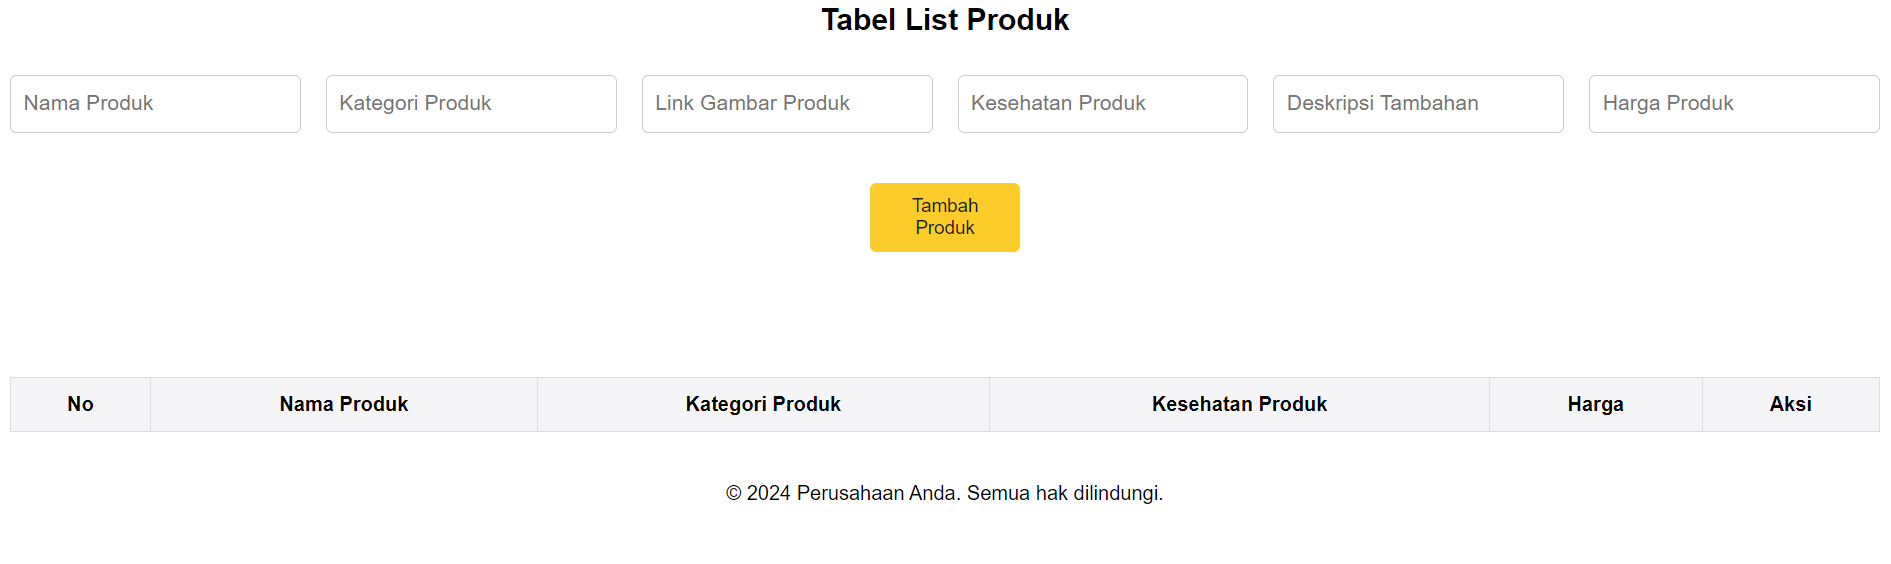 Tabel List Produk
Nama Produk
Kategori Produk
Link Gambar Produk
Kesehatan Produk
Deskripsi Tambahan
Harga Produk
Tambah
Produk
No
Nama Produk
Kategori Produk
Kesehatan Produk
Harga
Aksi
© 2024 Perusahaan Anda. Semua hak dilindungi.